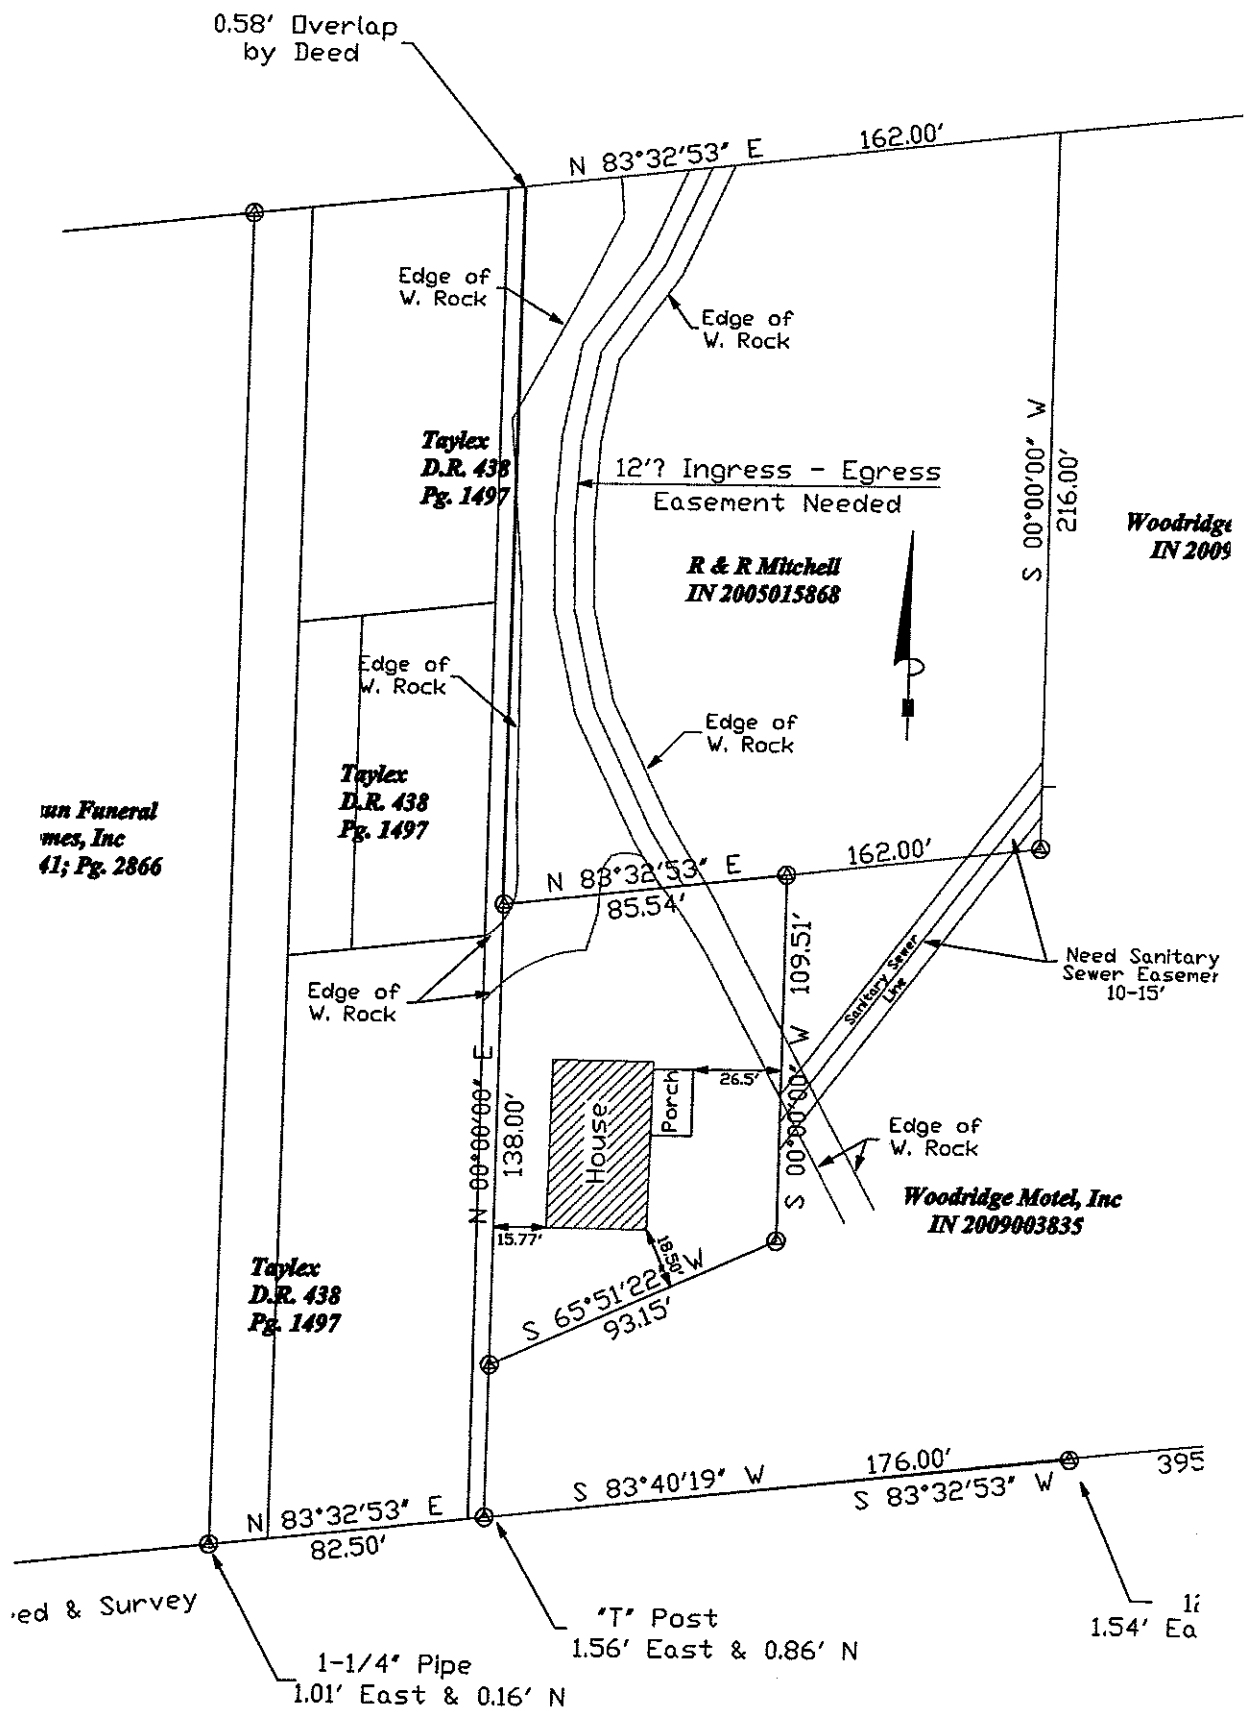 0.58' Overlap
by Deed
N 83°32'53" E
162.00'
Edge of
W. Rock
Edge of
W. Rock
Taylex
D.R. 438
Pg. 1497
12'? Ingress - Egress
Easement Needed
S 00°00'00" W
216.00'
Woodridge
IN 2009
R & R Mitchell
IN 2005015868
Edge of
W. Rock
Edge of
W. Rock
Taylex
D.R. 438
Pg. 1497
un Funeral
mes, Inc
41; Pg. 2866
N 83°32'53" E
85.54'
162.00'
109.51'
S 00°00'00" W
Sanitary Sewer
Line
Need Sanitary
Sewer Easemer
10-15'
Edge of
W. Rock
N 00°00'00" E
138.00'
House
Porch
26.5'
Edge of
W. Rock
Woodridge Motel, Inc
IN 2009003835
15.77'
18.50'
S 65°51'22" W
93.15'
Taylex
D.R. 438
Pg. 1497
N 83°32'53" E
82.50'
S 83°40'19" W
176.00'
S 83°32'53" W
395
ed & Survey
"T" Post
1.56' East & 0.86' N
1-1/4" Pipe
1.01' East & 0.16' N
1.54' Ea